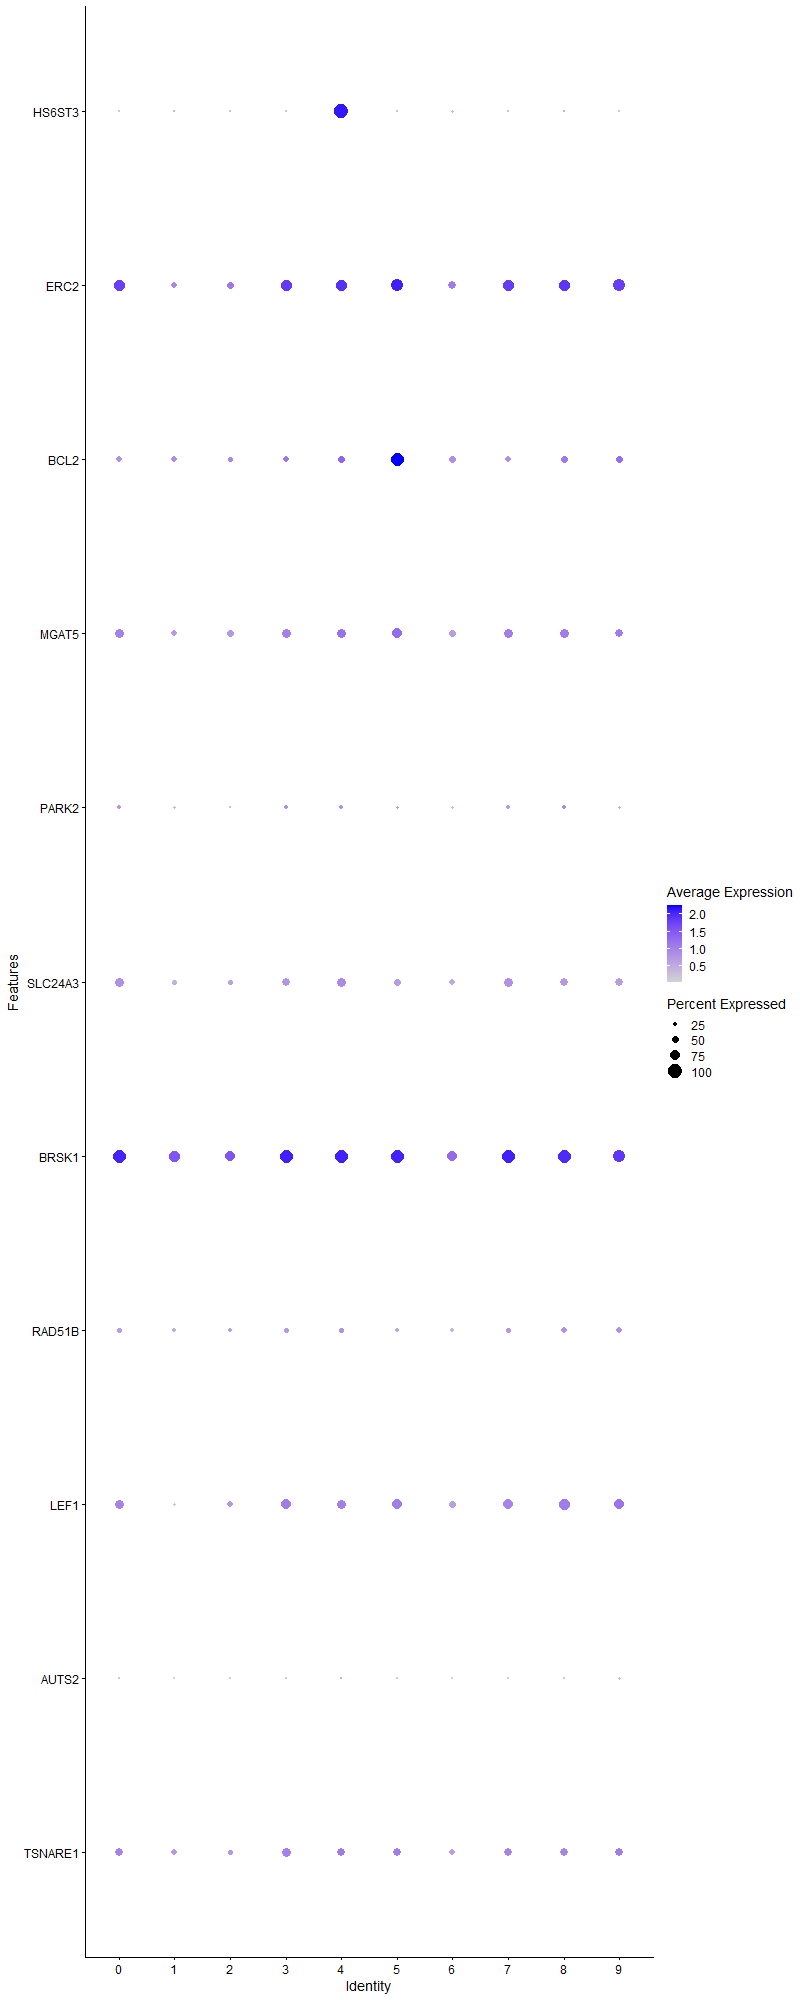 HS6ST3
ERC2
BCL2
MGAT5
PARK2
SLC24A3
BRSK1
RAD51B
LEF1
AUTS2
TSNARE1
Features
0 1 2 3 4 5 6 7 8 9
Identity
Average Expression
2.0
1.5
1.0
0.5
Percent Expressed
25
50
75
100